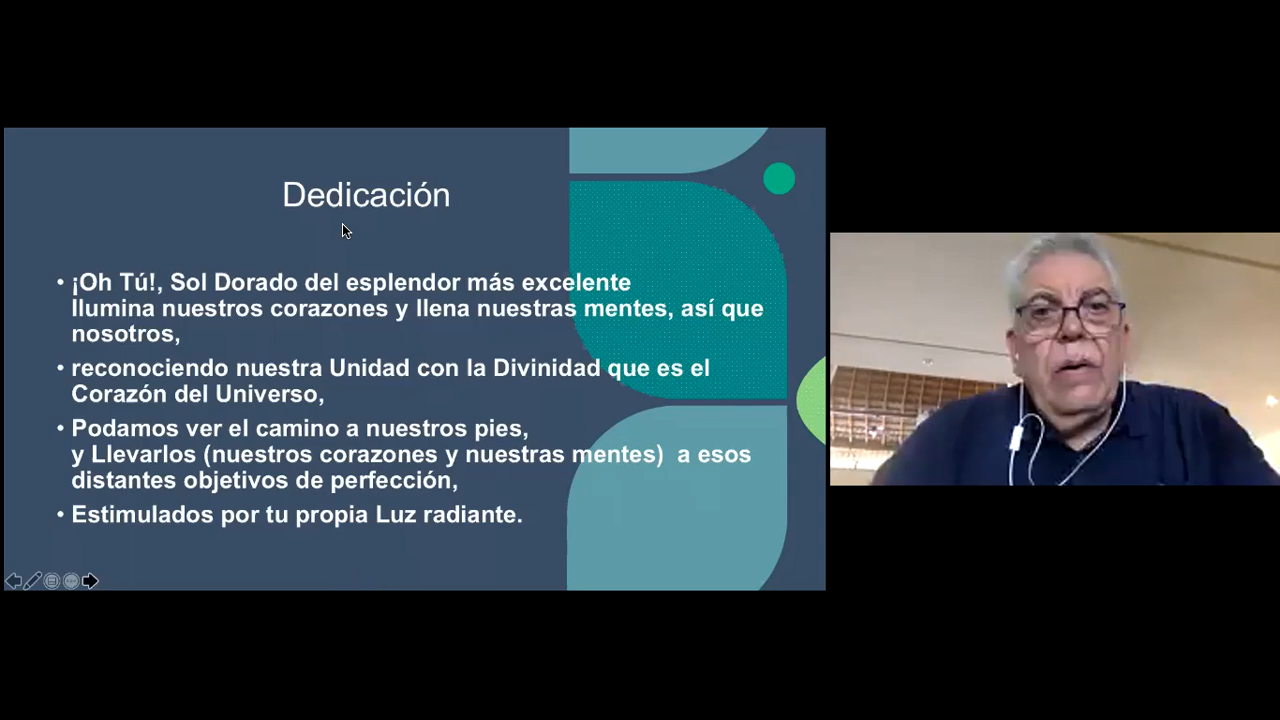 Dedicación
• ¡Oh Tú!, Sol Dorado del esplendor más excelente
Ilumina nuestros corazones y llena nuestras mentes, así que
nosotros,
• reconociendo nuestra Unidad con la Divinidad que es el
Corazón del Universo,
• Podamos ver el camino a nuestros pies,
y Llevarlos (nuestros corazones y nuestras mentes)  a esos
distantes objetivos de perfección,
• Estimulados por tu propia Luz radiante.